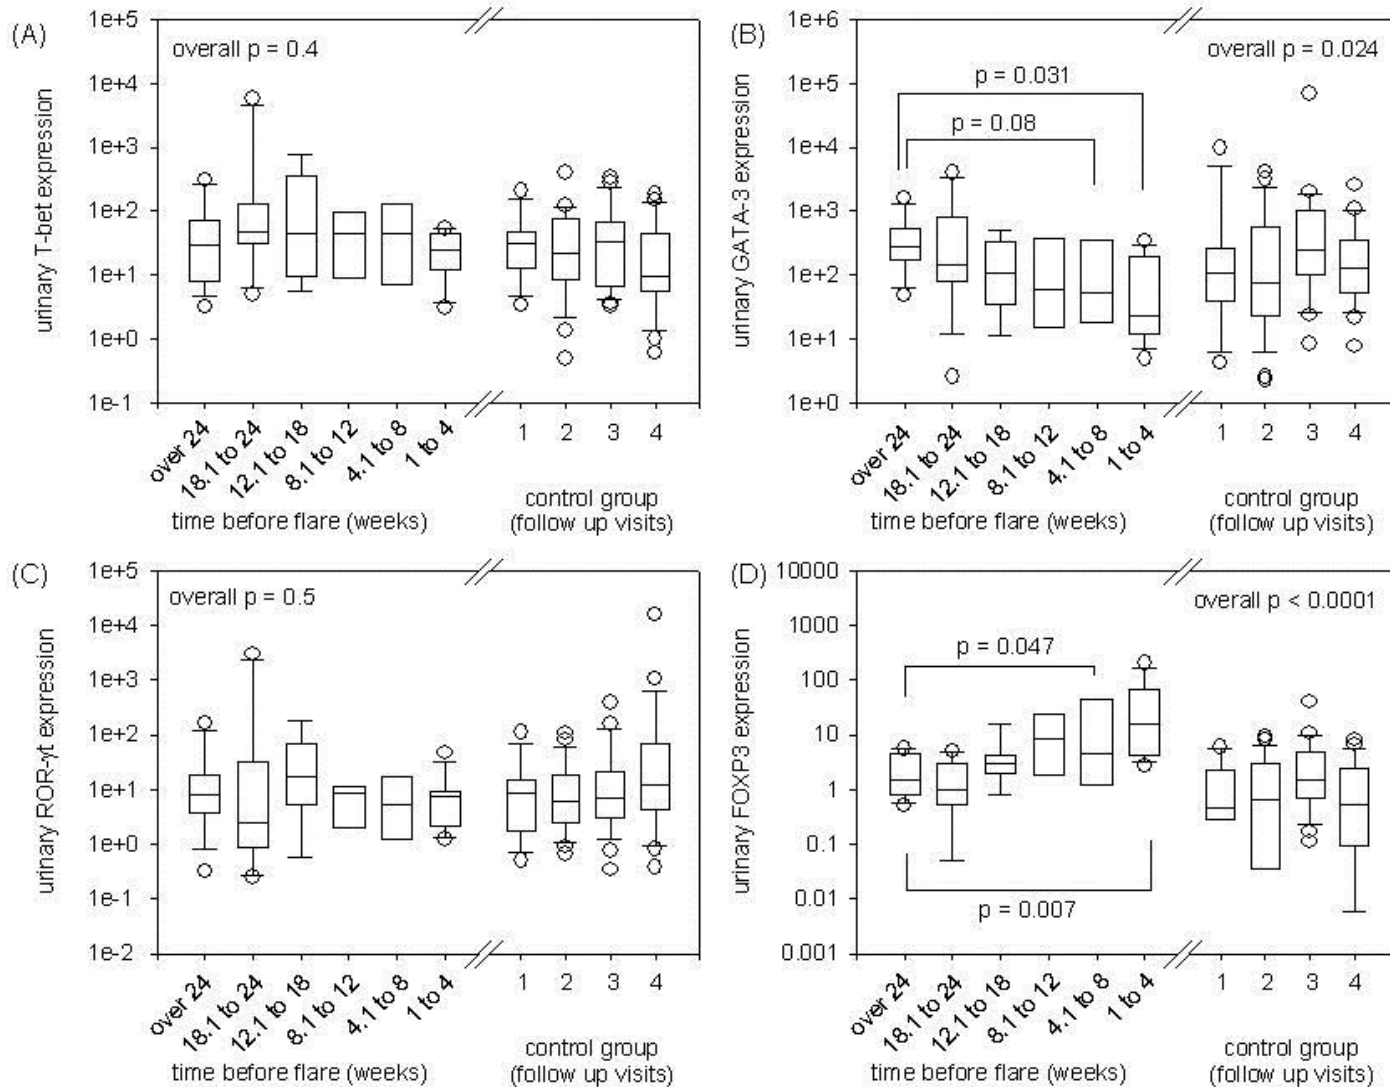 (A)
overall p = 0.4
urinary T-bet expression
1e+5
1e+4
1e+3
1e+2
1e+1
1e+0
1e-1
over 24
18.1 to 24
12.1 to 18
8.1 to 12
4.1 to 8
1 to 4
1 2 3 4
time before flare (weeks)
control group
(follow up visits)
(B)
overall p = 0.024
p = 0.031
p = 0.08
urinary GATA-3 expression
1e+6
1e+5
1e+4
1e+3
1e+2
1e+1
1e+0
over 24
18.1 to 24
12.1 to 18
8.1 to 12
4.1 to 8
1 to 4
1 2 3 4
time before flare (weeks)
control group
(follow up visits)
(C)
overall p = 0.5
urinary ROR-γt expression
1e+5
1e+4
1e+3
1e+2
1e+1
1e+0
1e-1
1e-2
over 24
18.1 to 24
12.1 to 18
8.1 to 12
4.1 to 8
1 to 4
1 2 3 4
time before flare (weeks)
control group
(follow up visits)
(D)
overall p < 0.0001
p = 0.047
p = 0.007
urinary FOXP3 expression
10000
1000
100
10
1
0.1
0.01
0.001
over 24
18.1 to 24
12.1 to 18
8.1 to 12
4.1 to 8
1 to 4
1 2 3 4
time before flare (weeks)
control group
(follow up visits)